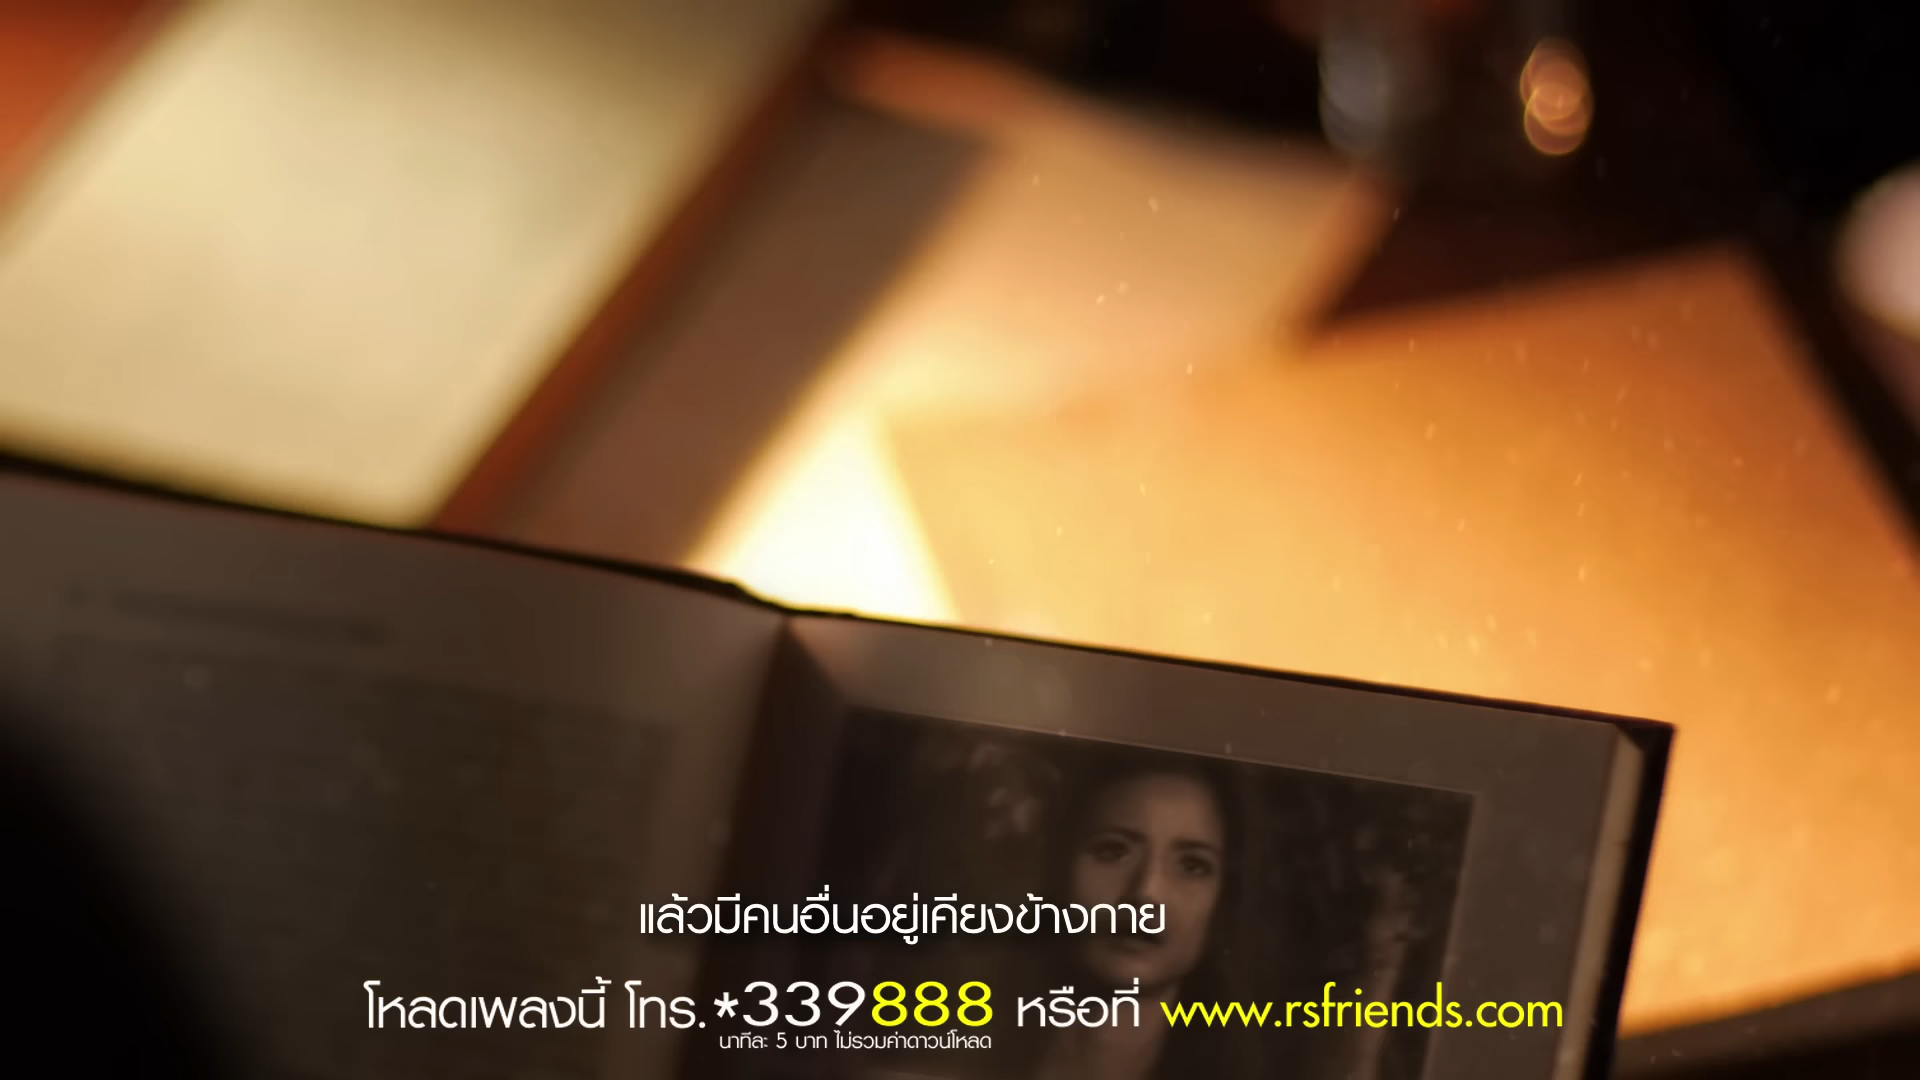 แล้วมีคนอื่นอยู่เคียงข้างกาย
โหลดเพลงนี้ โทร.*339888 หรือที่ www.rsfriends.com
นาทีละ 5 บาท ไม่รวมค่าดาวน์โหลด